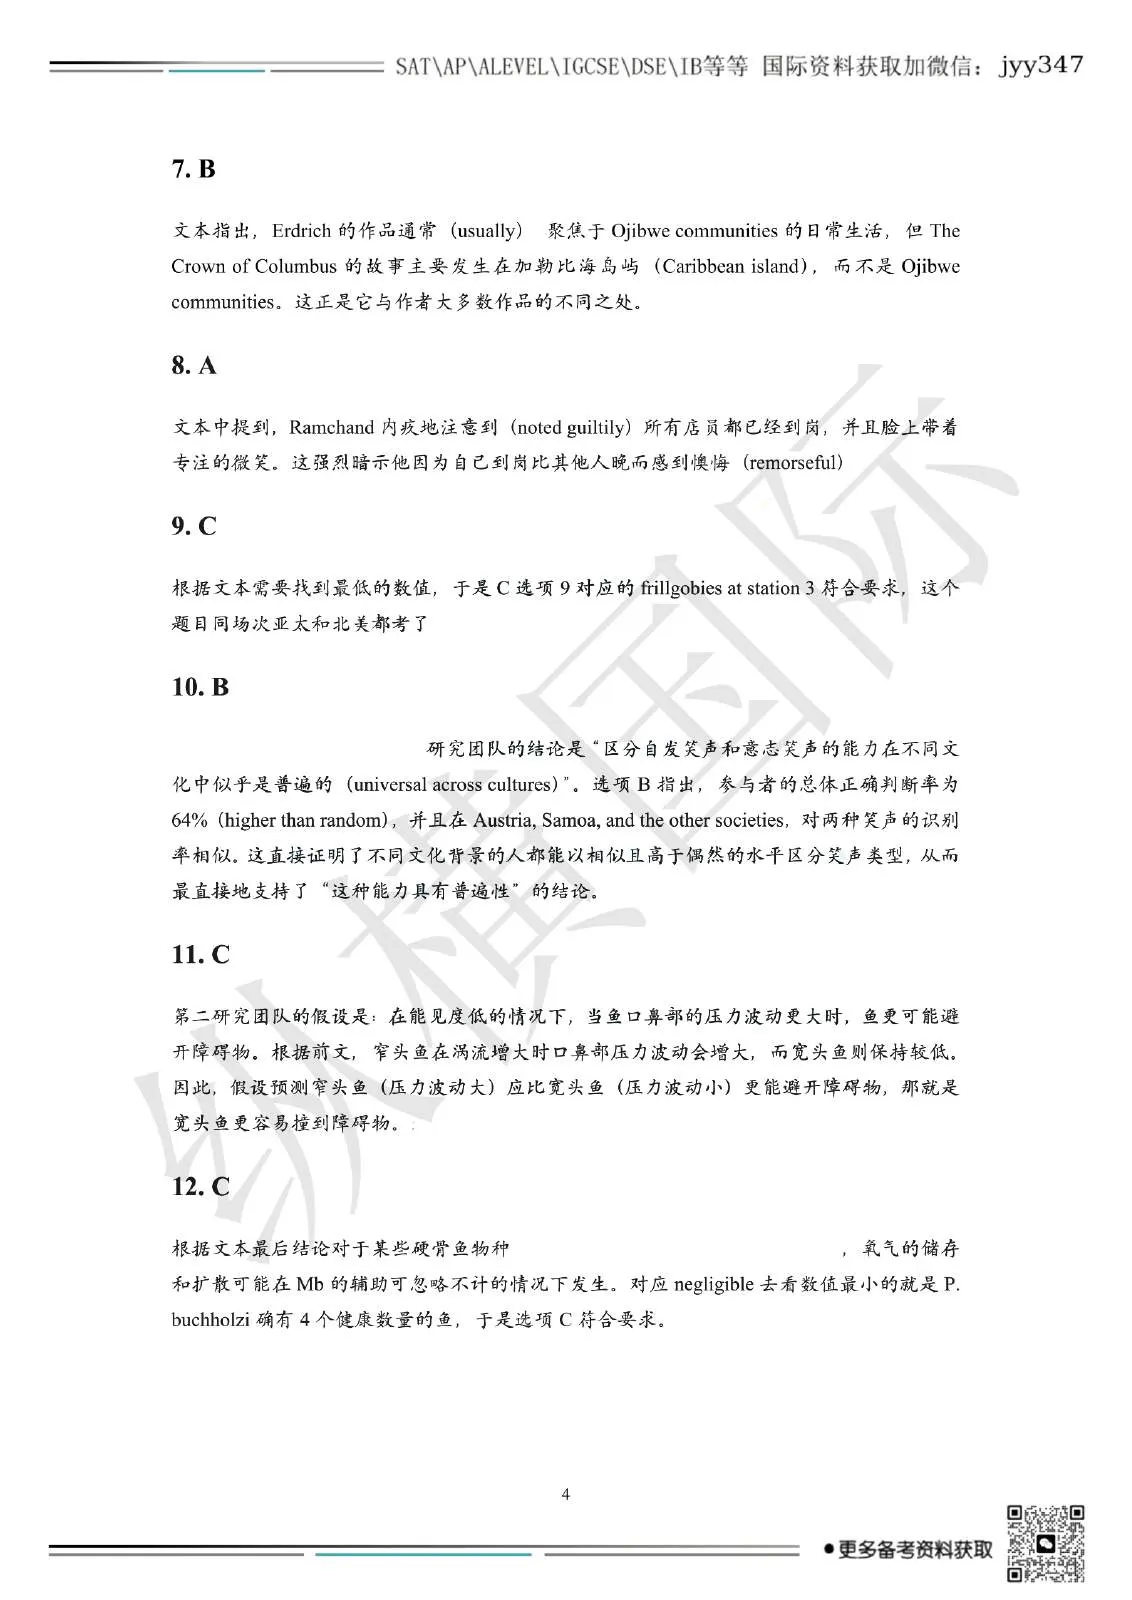 SAT\AP\ALEVEL\IGCSE\DSE\IB等等 国际资料获取加微信：jyy347
7. B
文本指出，Erdrich 的作品通常（usually） 聚焦于 Ojibwe communities 的日常生活，但 The
Crown of Columbus 的故事主要发生在加勒比海岛屿（Caribbean island），而不是 Ojibwe
communities。这正是它与作者大多数作品的不同之处。
8. A
文本中提到，Ramchand 内疚地注意到（noted guiltily）所有店员都已经到岗，并且脸上带着
专注的微笑。这强烈暗示他因为自己到岗比其他人晚而感到懊悔（remorseful）
9. C
根据文本需要找到最低的数值，于是 C 选项 9 对应的 frillgobies at station 3 符合要求，这个
题目同场次亚太和北美都考了
10. B
研究团队的结论是“区分自发笑声和意志笑声的能力在不同文
化中似乎是普遍的（universal across cultures）”。选项 B 指出，参与者的总体正确判断率为
64%（higher than random），并且在 Austria, Samoa, and the other societies，对两种笑声的识别
率相似。这直接证明了不同文化背景的人都能以相似且高于偶然的水平区分笑声类型，从而
最直接地支持了“这种能力具有普遍性”的结论。
11. C
第二研究团队的假设是：在能见度低的情况下，当鱼口鼻部的压力波动更大时，鱼更可能避
开障碍物。根据前文，窄头鱼在涡流增大时口鼻部压力波动会增大，而宽头鱼则保持较低。
因此，假设预测窄头鱼（压力波动大）应比宽头鱼（压力波动小）更能避开障碍物，那就是
宽头鱼更容易撞到障碍物。
12. C
根据文本最后结论对于某些硬骨鱼物种 ，氧气的储存
和扩散可能在 Mb 的辅助可忽略不计的情况下发生。对应 negligible 去看数值最小的就是 P.
buchholzi 确有 4 个健康数量的鱼，于是选项 C 符合要求。
纵横国际
4
●更多备考资料获取